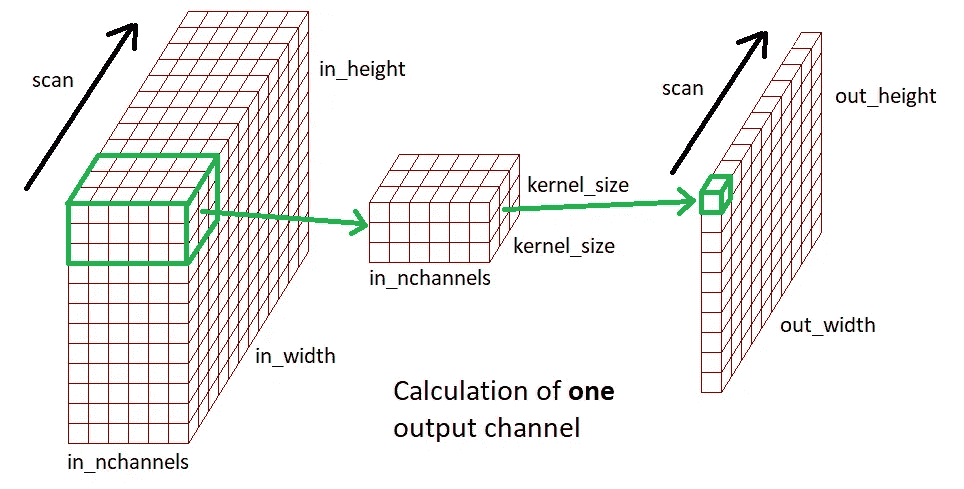 scan
in_height
in_width
in_nchannels
kernel_size
kernel_size
in_nchannels
scan
out_height
out_width
Calculation of one
output channel